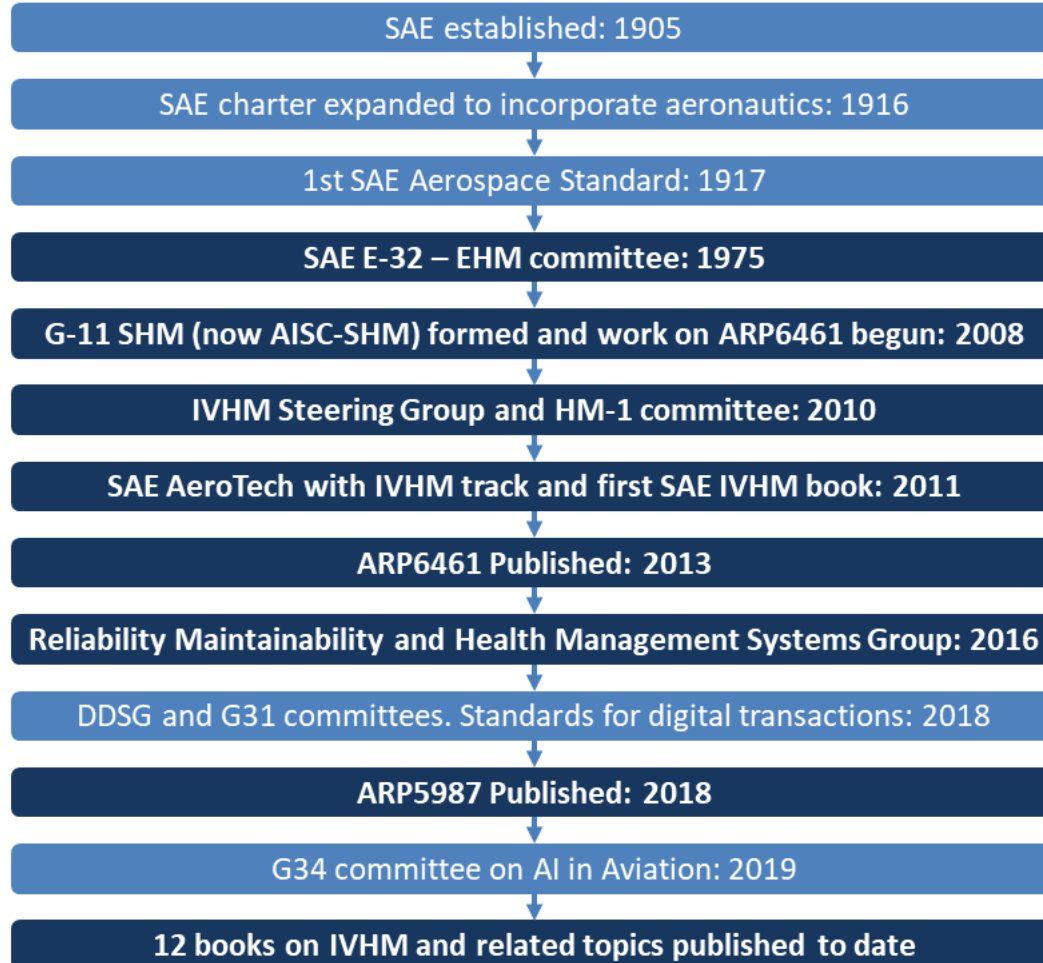 SAE established: 1905
SAE charter expanded to incorporate aeronautics: 1916
1st SAE Aerospace Standard: 1917
SAE E-32 – EHM committee: 1975
G-11 SHM (now AISC-SHM) formed and work on ARP6461 begun: 2008
IVHM Steering Group and HM-1 committee: 2010
SAE AeroTech with IVHM track and first SAE IVHM book: 2011
ARP6461 Published: 2013
Reliability Maintainability and Health Management Systems Group: 2016
DDSG and G31 committees. Standards for digital transactions: 2018
ARP5987 Published: 2018
G34 committee on AI in Aviation: 2019
12 books on IVHM and related topics published to date